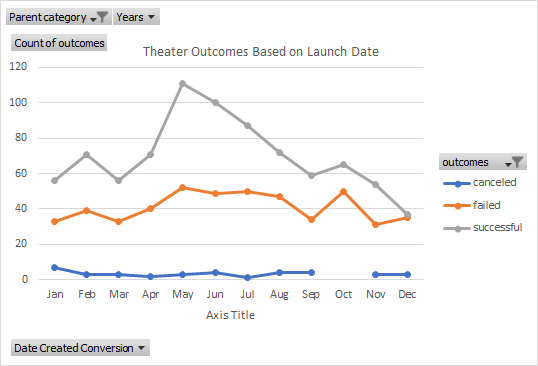 Parent category
Years
Count of outcomes
Theater Outcomes Based on Launch Date
120
100
80
60
40
20
0
Jan Feb Mar Apr May Jun Jul Aug Sep Oct Nov Dec
Axis Title
outcomes
canceled
failed
successful
Date Created Conversion